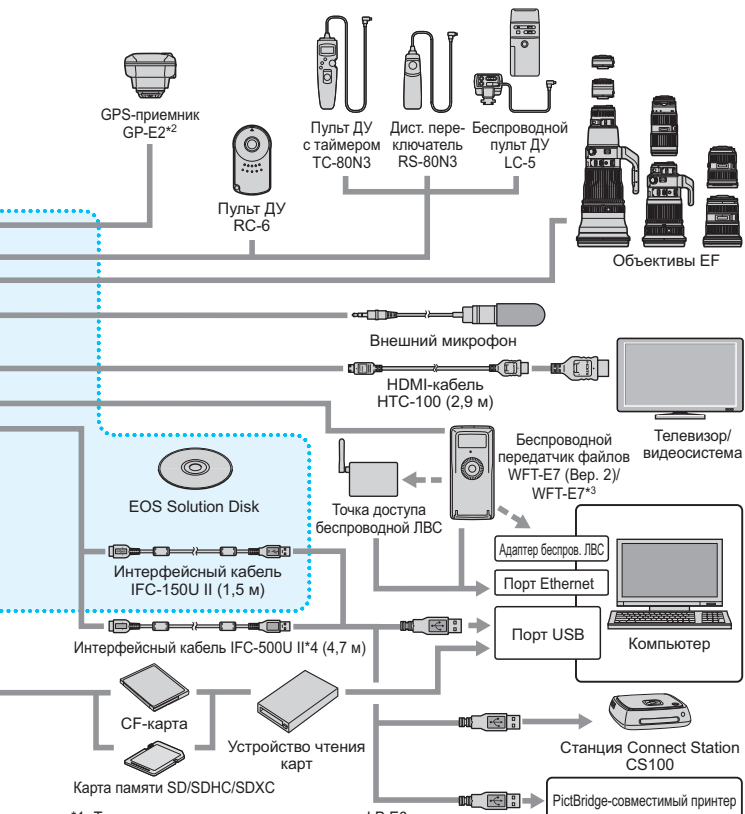 GPS-приемник
GP-E2*2
Пульт ДУ
RC-6
Пульт ДУ
с таймером
TC-80N3
Дист. пере-
ключатель
RS-80N3
Беспроводной
пульт ДУ
LC-5
Объективы EF
Внешний микрофон
HDMI-кабель
HTC-100 (2,9 м)
Телевизор/
видеосистема
Беспроводной
передатчик файлов
WFT-E7 (Вер. 2)/
WFT-E7*3
EOS Solution Disk
Точка доступа
беспроводной ЛВС
Адаптер беспров. ЛВС
Порт Ethernet
Интерфейсный кабель
IFC-150U II (1,5 м)
Порт USB
Компьютер
Интерфейсный кабель IFC-500U II*4 (4,7 м)
CF-карта
Устройство чтения
карт
Карта памяти SD/SDHC/SDXC
Станция Connect Station
CS100
PictBridge-совместимый принтер